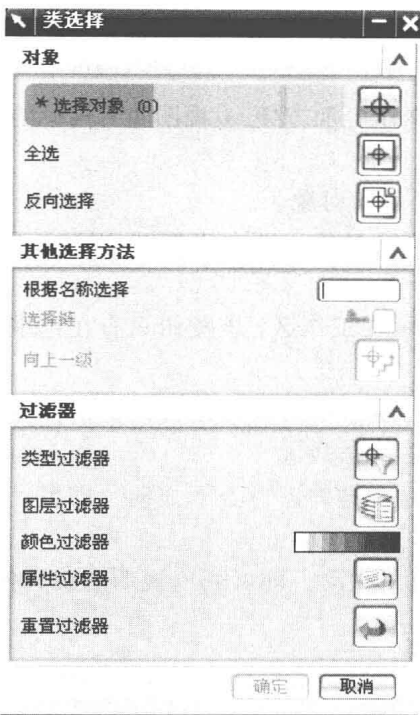 类选择
对象
* 选择对象 (0)
全选
反向选择
其他选择方法
根据名称选择
选择链
向上一级
过滤器
类型过滤器
图层过滤器
颜色过滤器
属性过滤器
重置过滤器
确定 取消